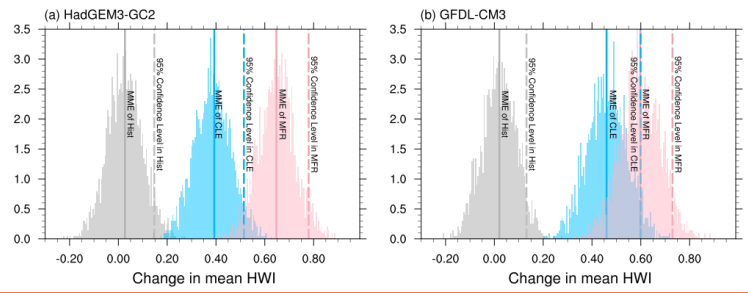 (a) HadGEM3-GC2
3.5
3.0
2.5
2.0
1.5
1.0
0.5
0.0
-0.20
0.00
0.20
0.40
0.60
0.80
MME of Hist
95% Confidence Level in Hist
MME of CLE
95% Confidence Level in CLE
MME of MFR
95% Confidence Level in MFR
Change in mean HWI
(b) GFDL-CM3
3.5
3.0
2.5
2.0
1.5
1.0
0.5
0.0
-0.20
0.00
0.20
0.40
0.60
0.80
MME of Hist
95% Confidence Level in Hist
MME of CLE
95% Confidence Level in CLE
MME of MFR
95% Confidence Level in MFR
Change in mean HWI